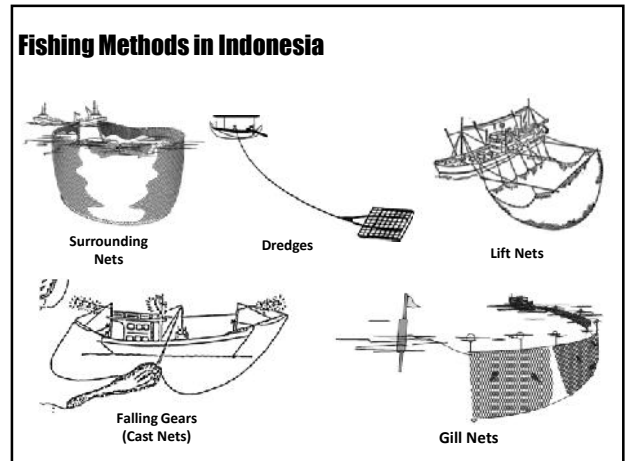 Fishing Methods in Indonesia
Surrounding
Nets
Dredges
Lift Nets
Falling Gears
(Cast Nets)
Gill Nets